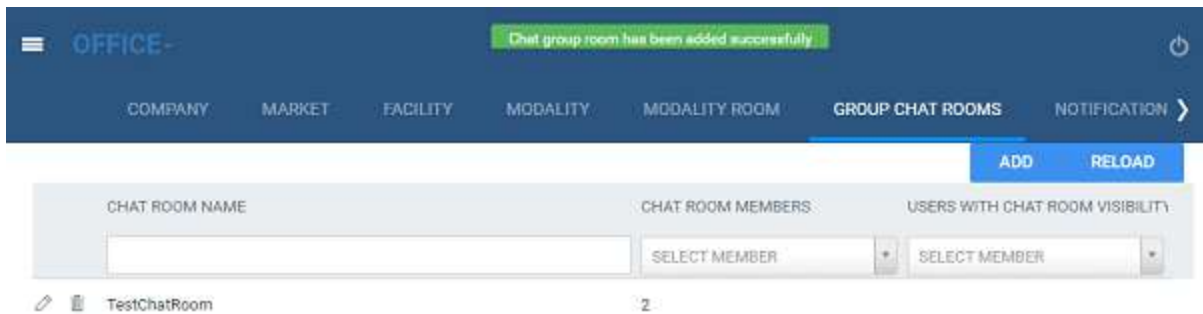 Chat group room has been added successfully
OFFICE-
COMPANY MARKET FACILITY MODALITY MODALITY ROOM GROUP CHAT ROOMS NOTIFICATION
ADD RELOAD
CHAT ROOM NAME CHAT ROOM MEMBERS USERS WITH CHAT ROOM VISIBILITY
SELECT MEMBER SELECT MEMBER
TestChatRoom 2